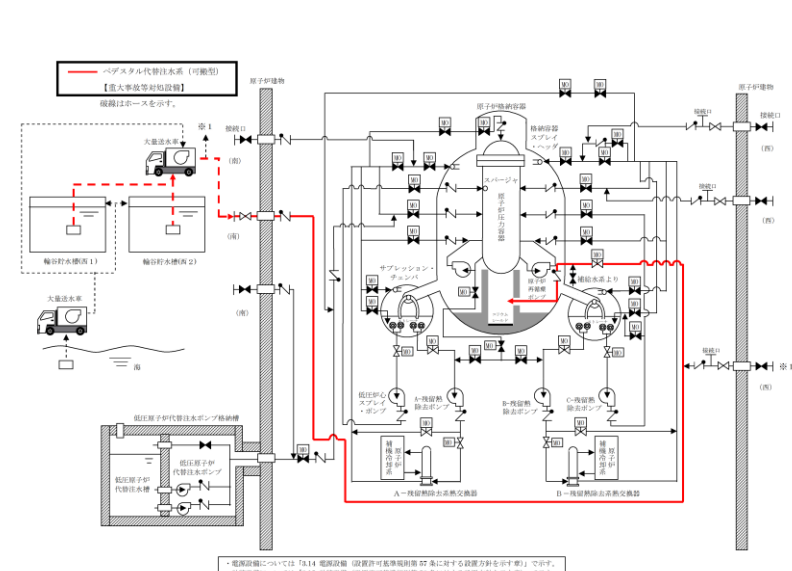 ペデスタル代替注水系(可搬型)
【重大事故等対処設備】
破線はホースを示す。
原子炉建物
原子炉建物
大量送水車
※1
接続口
(南)
(南)
(南)
輪谷貯水槽(西1)
輪谷貯水槽(西2)
大量送水車
海
原子炉格納容器
格納容器
スプレイ
・ヘッダ
スパージャ
原子炉圧力容器
サプレッション・
チェンバ
原子炉
再循環
ポンプ
補給水系より
MO
接続口
接続口
(西)
接続口
(西)
接続口
※1
(西)
低圧炉心
スプレイ
・ポンプ
A-残留熱
除去ポンプ
B-残留熱
除去ポンプ
C-残留熱
除去ポンプ
原子炉
補機冷却系
原子炉
補機冷却系
A-残留熱除去系熱交換器
B-残留熱除去系熱交換器
低圧原子炉代替注水ポンプ格納槽
低圧原子炉
代替注水ポンプ
低圧原子炉
代替注水槽
・電源設備については「3.14 電源設備(設置許可基準規則第57条に対する設置方針を示す章)」で示す。